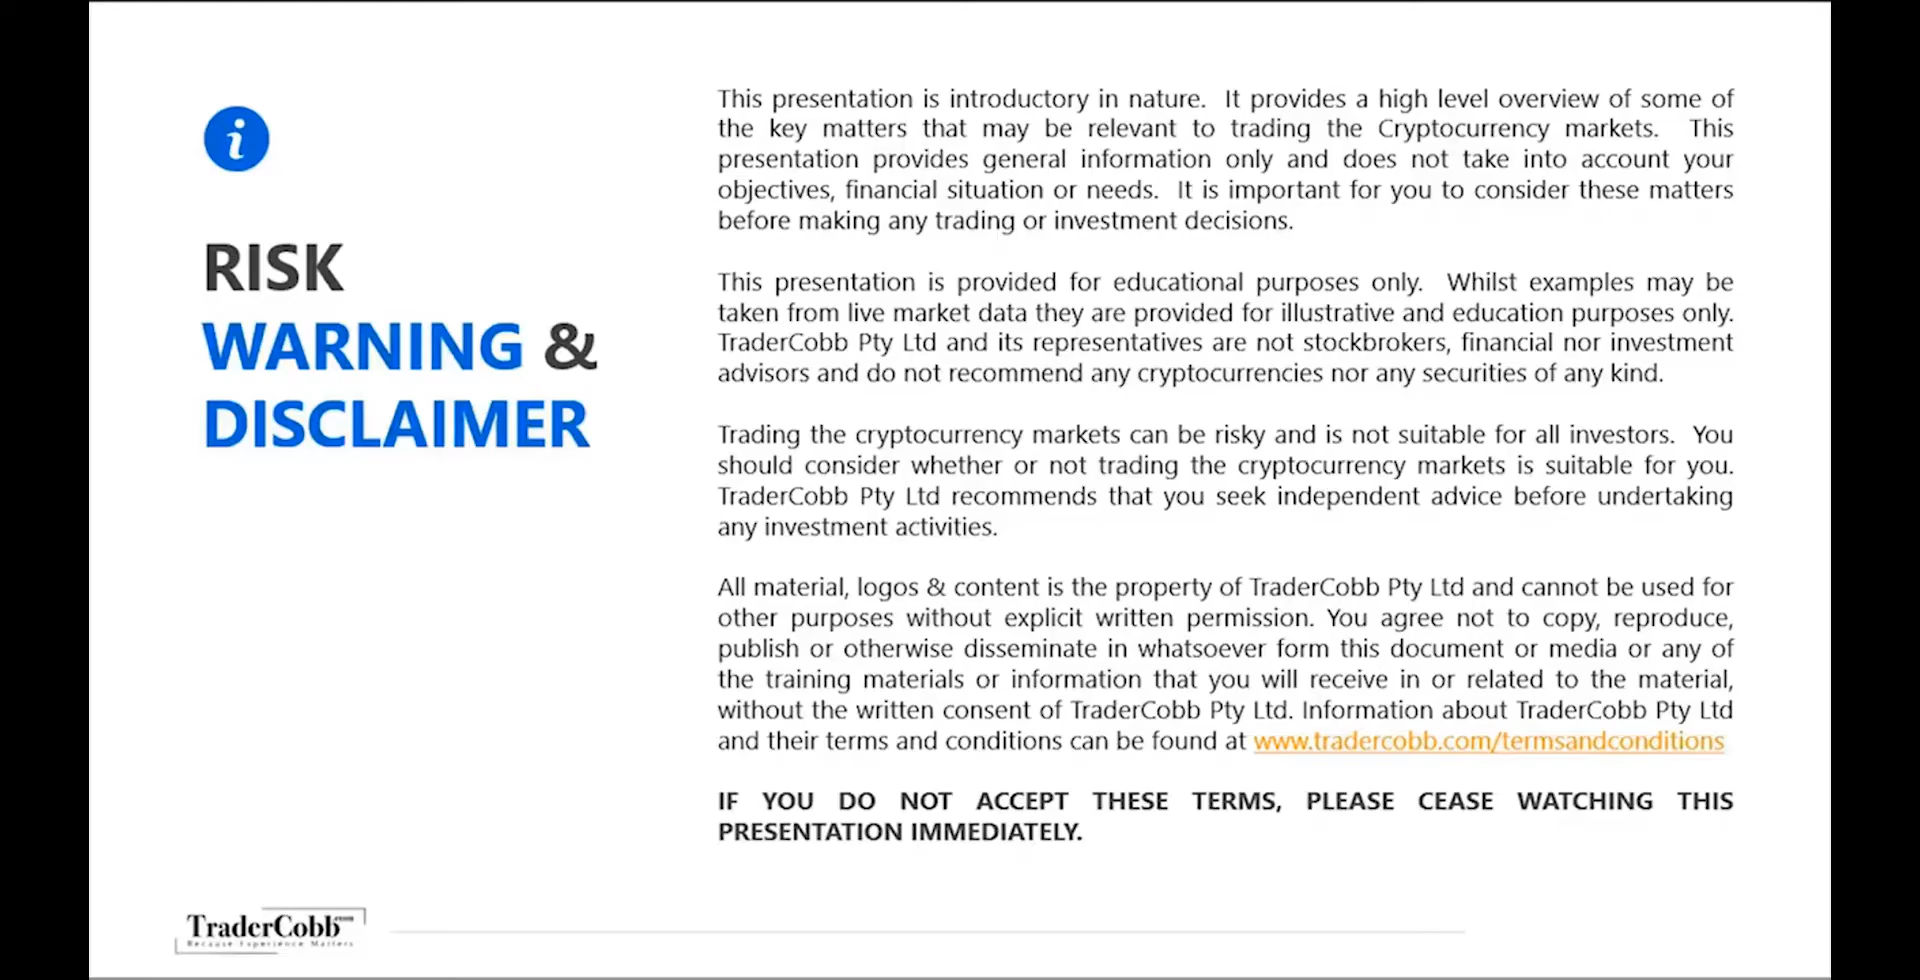 RISK
WARNING &
DISCLAIMER
This presentation is introductory in nature. It provides a high level overview of some of
the key matters that may be relevant to trading the Cryptocurrency markets. This
presentation provides general information only and does not take into account your
objectives, financial situation or needs. It is important for you to consider these matters
before making any trading or investment decisions.
This presentation is provided for educational purposes only. Whilst examples may be
taken from live market data they are provided for illustrative and education purposes only.
TraderCobb Pty Ltd and its representatives are not stockbrokers, financial nor investment
advisors and do not recommend any cryptocurrencies nor any securities of any kind.
Trading the cryptocurrency markets can be risky and is not suitable for all investors. You
should consider whether or not trading the cryptocurrency markets is suitable for you.
TraderCobb Pty Ltd recommends that you seek independent advice before undertaking
any investment activities.
All material, logos & content is the property of TraderCobb Pty Ltd and cannot be used for
other purposes without explicit written permission. You agree not to copy, reproduce,
publish or otherwise disseminate in whatsoever form this document or media or any of
the training materials or information that you will receive in or related to the material,
without the written consent of TraderCobb Pty Ltd. Information about TraderCobb Pty Ltd
and their terms and conditions can be found at www.tradercobb.com/termsandconditions
IF YOU DO NOT ACCEPT THESE TERMS, PLEASE CEASE WATCHING THIS
PRESENTATION IMMEDIATELY.
TraderCobb.com
Because Experience Matters